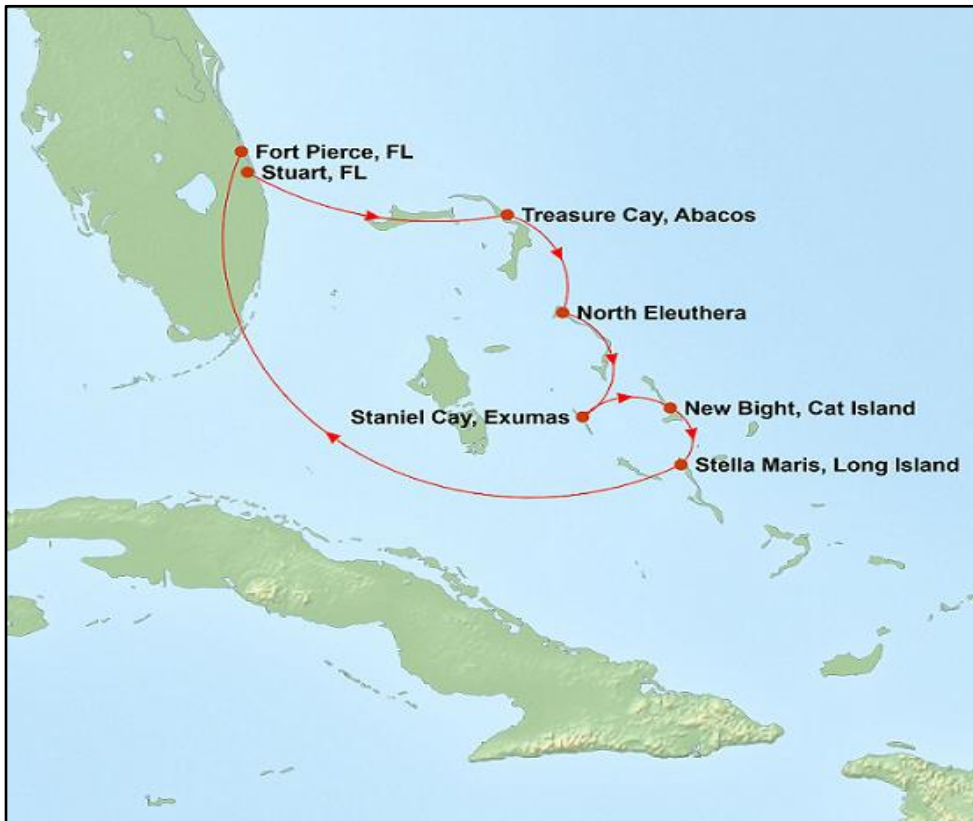 Fort Pierce, FL
Stuart, FL
Treasure Cay, Abacos
North Eleuthera
Staniel Cay, Exumas
New Bight, Cat Island
Stella Maris, Long Island